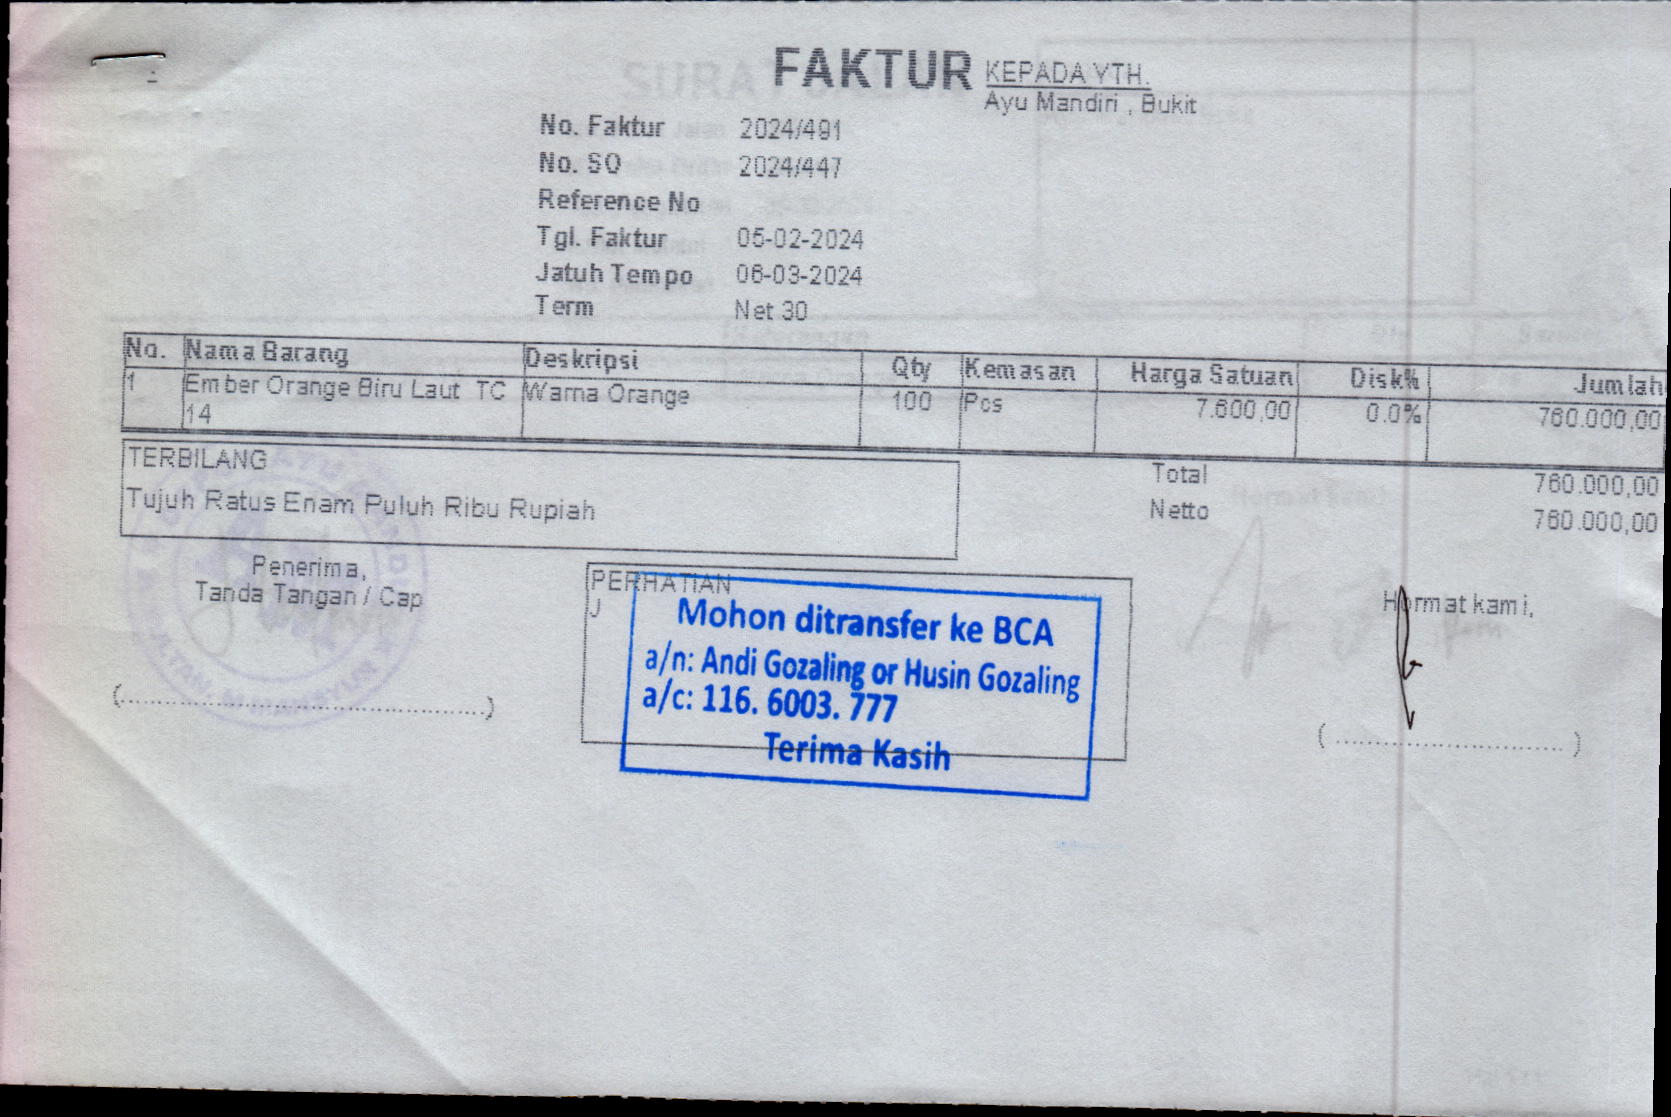 FAKTUR
KEPADA YTH.
Ayu Mandiri , Bukit
No. Faktur 2024/491
No. SO 2024/447
Reference No
Tgl. Faktur 05-02-2024
Jatuh Tempo 06-03-2024
Term Net 30
No. Nama Barang Deskripsi Qty Kemasan Harga Satuan Disk% Jumlah
1 Ember Orange Biru Laut TC Warna Orange 100 Pcs 7.600,00 0.0% 760.000,00
14
TERBILANG
Tujuh Ratus Enam Puluh Ribu Rupiah
Total 760.000,00
Netto 760.000,00
Penerima,
Tanda Tangan / Cap
(..............................................)
PERHATIAN
J
Mohon ditransfer ke BCA
a/n: Andi Gozaling or Husin Gozaling
a/c: 116. 6003. 777
Terima Kasih
Hormat kami,
(................................)